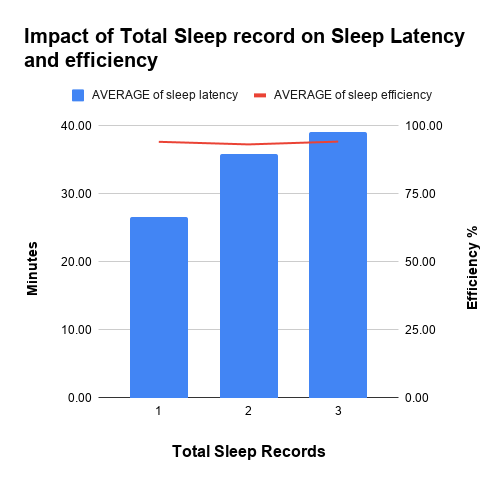 Impact of Total Sleep record on Sleep Latency
and efficiency
AVERAGE of sleep latency AVERAGE of sleep efficiency
40.00 100.00
30.00 75.00
20.00 50.00
10.00 25.00
0.00 0.00
Minutes
Efficiency %
1 2 3
Total Sleep Records